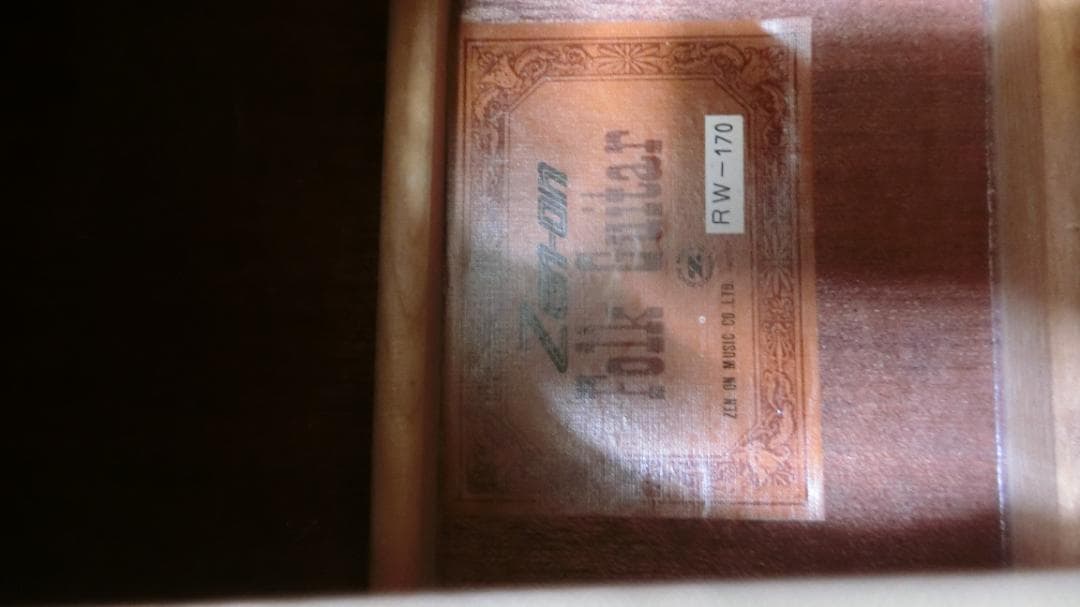 Zen-On
Folk Guitar
RW-170
ZEN ON MUSIC CO.,LTD.